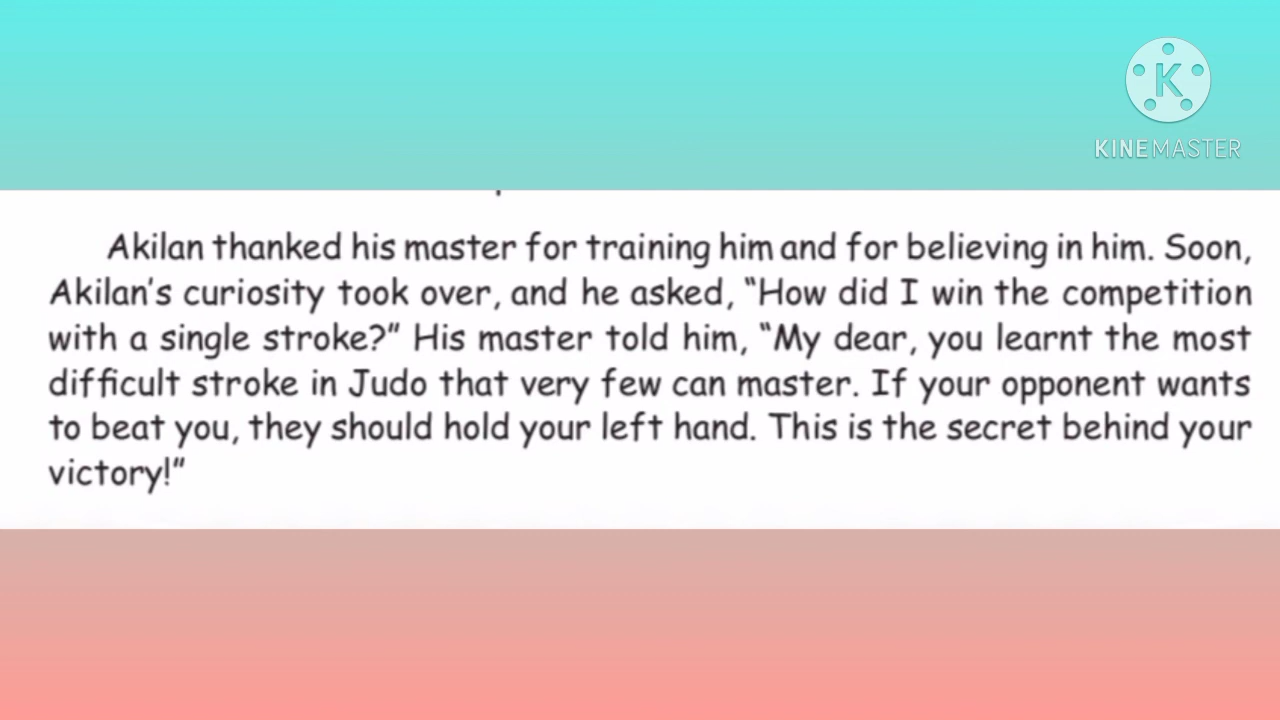 KINEMASTER
Akilan thanked his master for training him and for believing in him. Soon,
Akilan's curiosity took over, and he asked, “How did I win the competition
with a single stroke?” His master told him, “My dear, you learnt the most
difficult stroke in Judo that very few can master. If your opponent wants
to beat you, they should hold your left hand. This is the secret behind your
victory!”